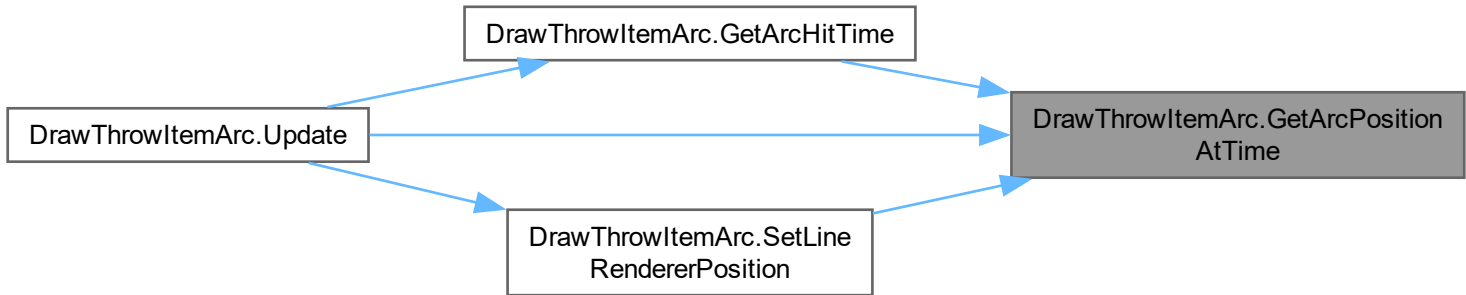 DrawThrowItemArc.GetArcHitTime
DrawThrowItemArc.Update
DrawThrowItemArc.GetArcPosition
AtTime
DrawThrowItemArc.SetLine
RendererPosition